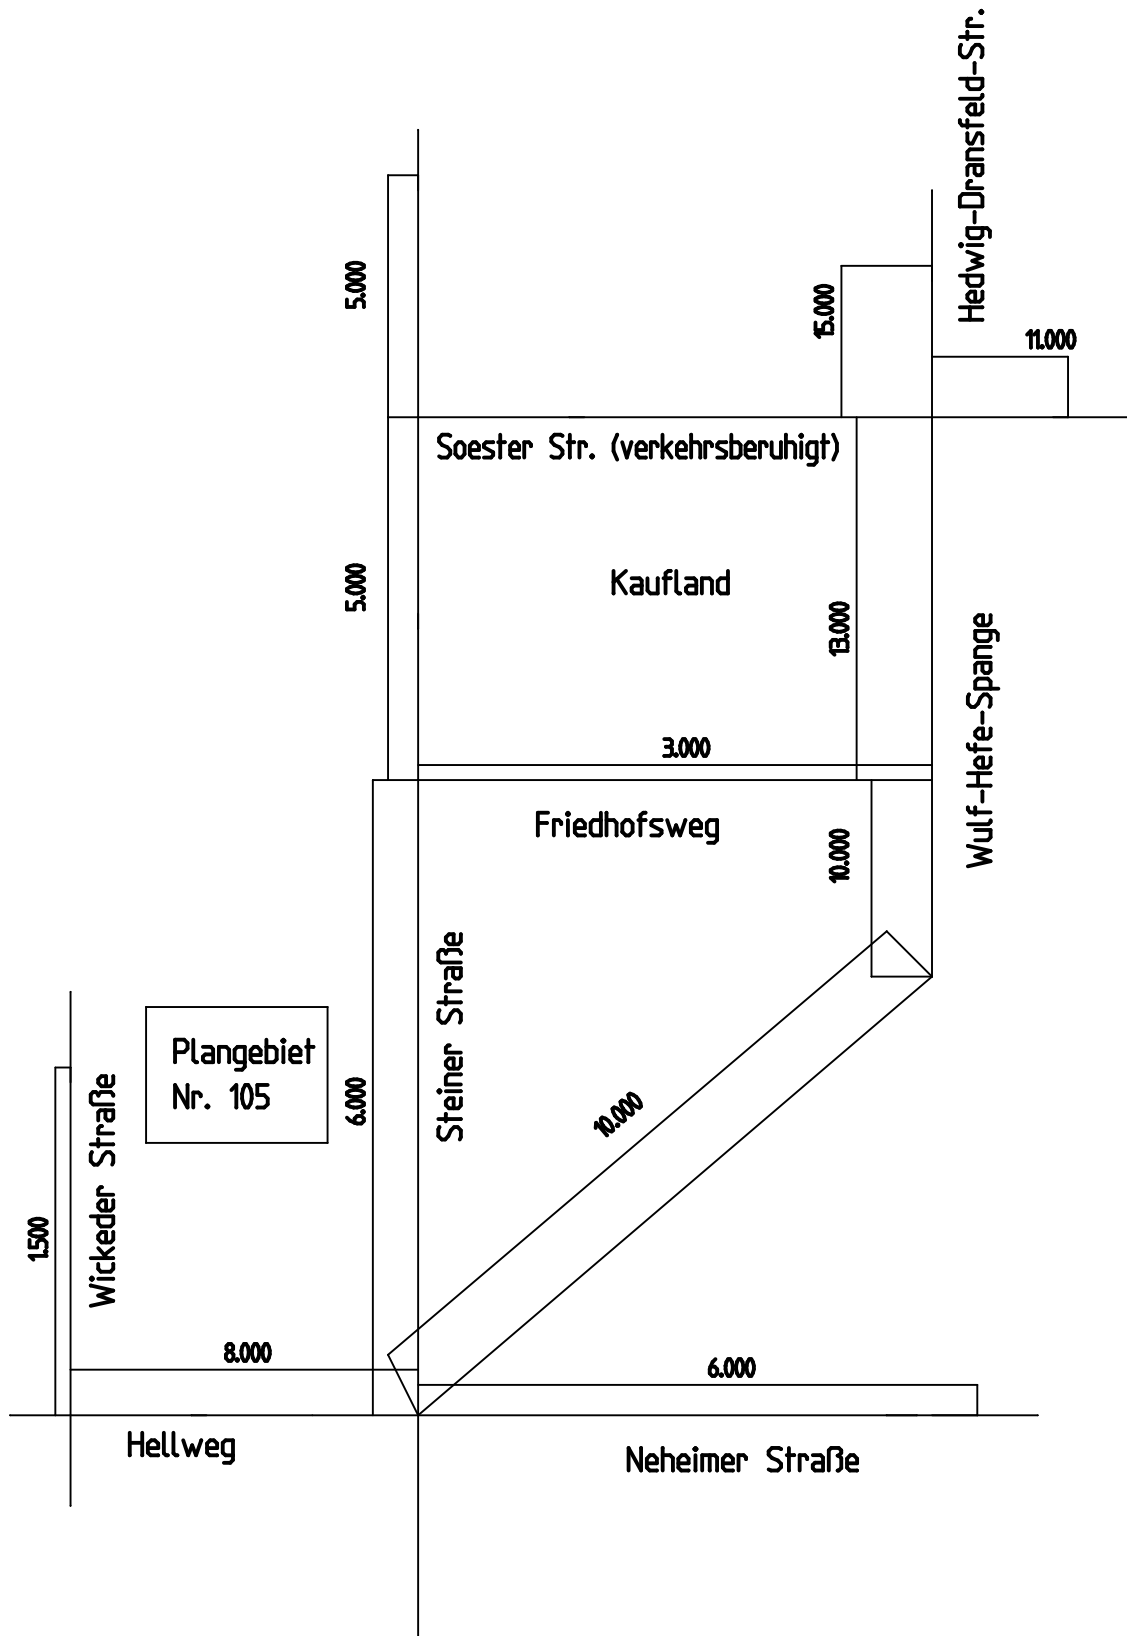 Hedwig-Dransfeld-Str.
5.000
15.000
11.000
Soester Str. (verkehrsberuhigt)
5.000
Kaufland
13.000
Wulf-Hefe-Spange
3.000
Friedhofsweg
10.000
Steiner Straße
Plangebiet
Nr. 105
6.000
10.000
Wickeder Straße
1.500
8.000
6.000
Hellweg
Neheimer Straße